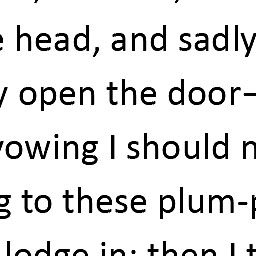 head, and sadly
open the door—
vowing I should
to these plum-
lodge in: then I